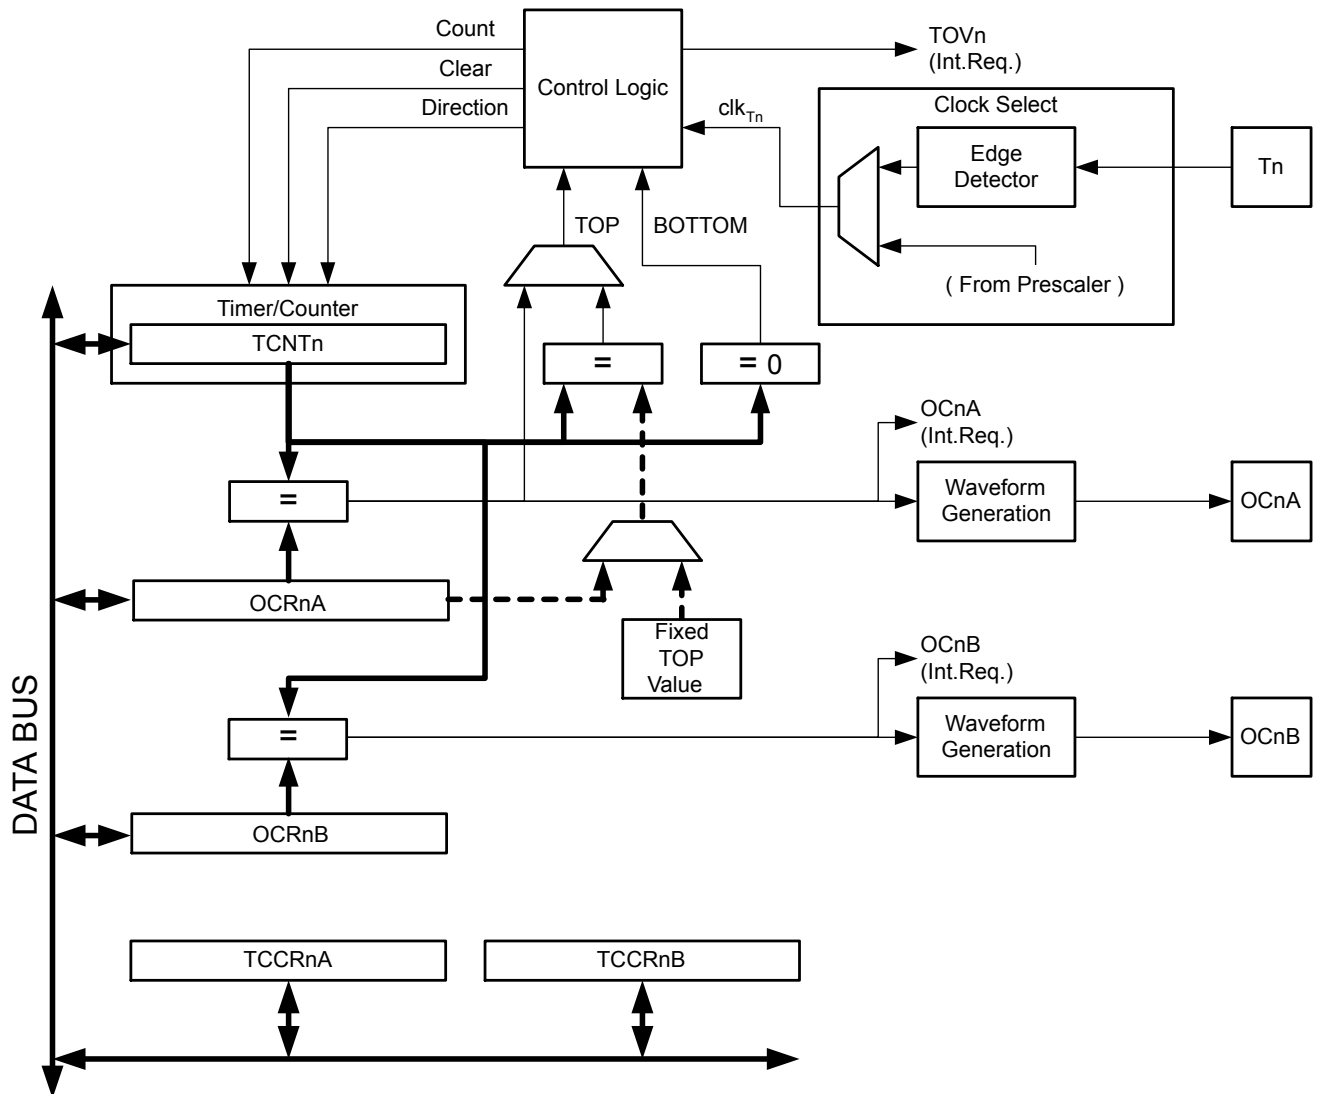 Count
Clear
Direction
Control Logic
TOVn
(Int.Req.)
clkTn
Clock Select
Edge
Detector
Tn
TOP
BOTTOM
( From Prescaler )
Timer/Counter
TCNTn
=
= 0
OCnA
(Int.Req.)
=
Waveform
Generation
OCnA
OCRnA
Fixed
TOP
Value
OCnB
(Int.Req.)
=
Waveform
Generation
OCnB
DATA BUS
OCRnB
TCCRnA
TCCRnB